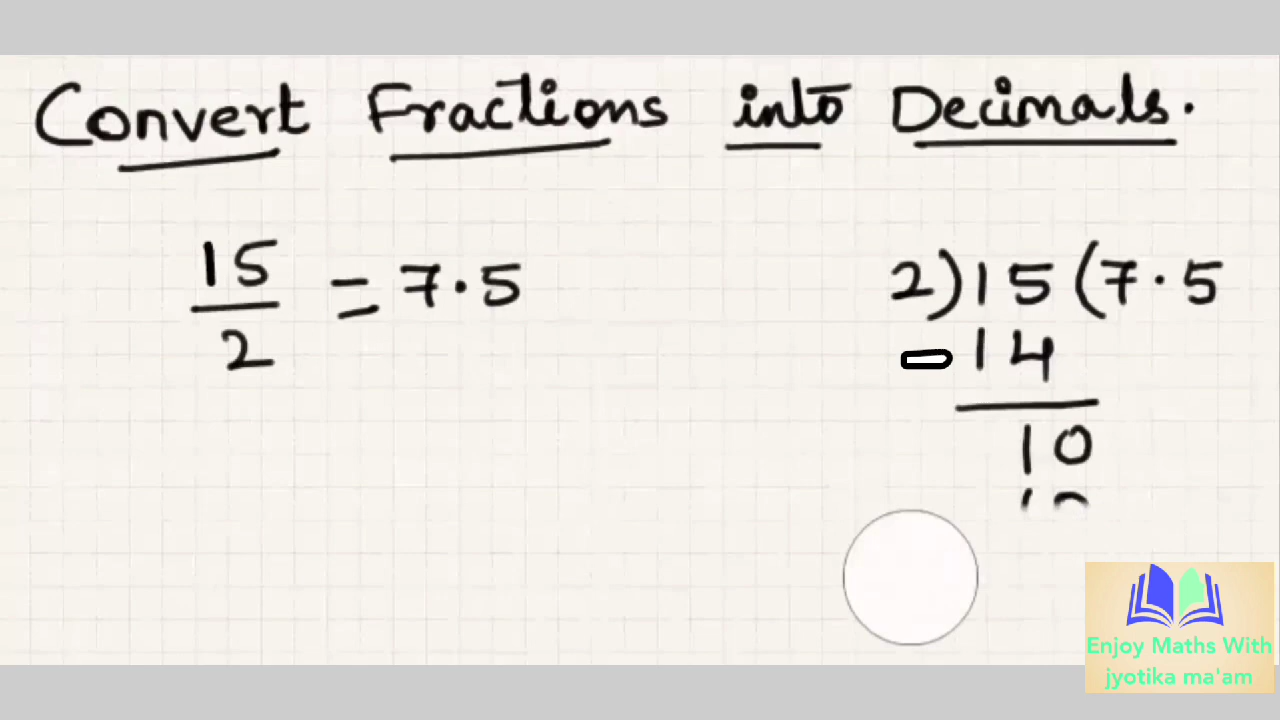 Convert Fractions into Decimals.
15
2
= 7.5
2)15(7.5
-14
10
10
Enjoy Maths With
jyotika ma'am